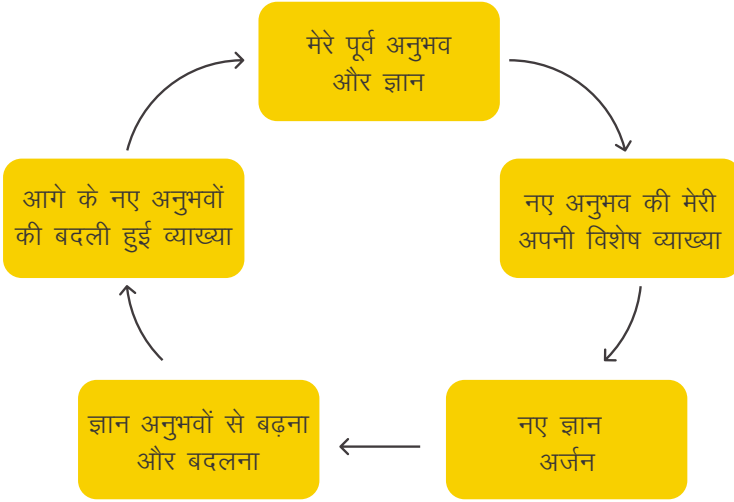 मेरे पूर्व अनुभव
और ज्ञान
नए अनुभव की मेरी
अपनी विशेष व्याख्या
नए ज्ञान
अर्जन
ज्ञान अनुभवों से बढ़ना
और बदलना
आगे के नए अनुभवों
की बदली हुई व्याख्या